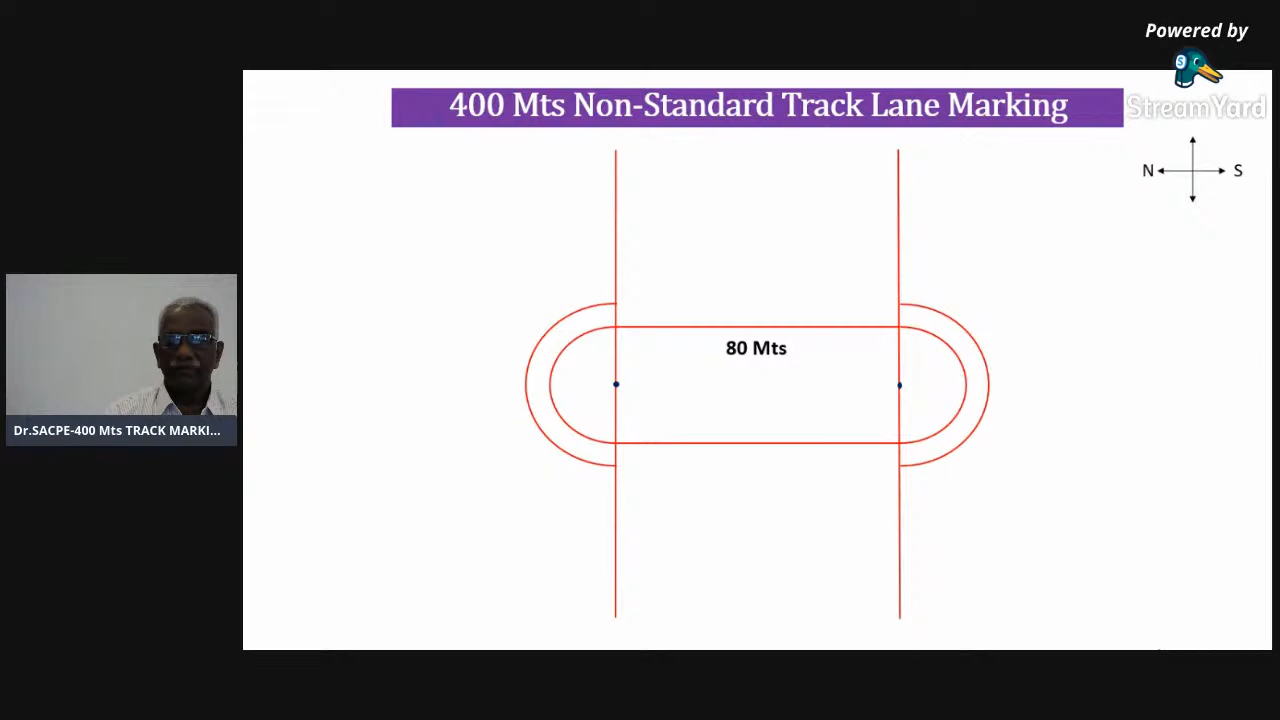 Powered by
StreamYard
400 Mts Non-Standard Track Lane Marking
N S
80 Mts
Dr.SACPE-400 Mts TRACK MARKI...